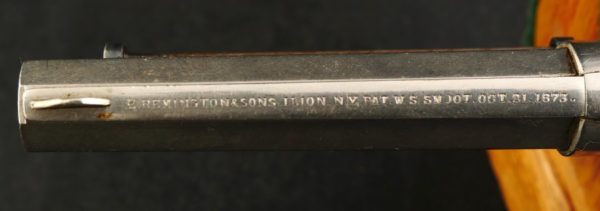 E. REMINGTON & SONS, ILION, N.Y. PAT. W.S. SMOOT. OCT. 21. 1873.